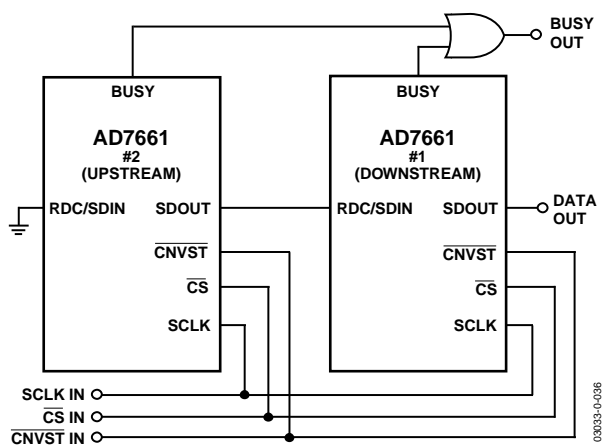 BUSY
OUT
BUSY
BUSY
AD7661
#2
(UPSTREAM)
AD7661
#1
(DOWNSTREAM)
RDC/SDIN
SDOUT
RDC/SDIN
SDOUT
DATA
OUT
CNVST
CNVST
CS
CS
SCLK
SCLK
SCLK IN
CS IN
CNVST IN
03033-0-036